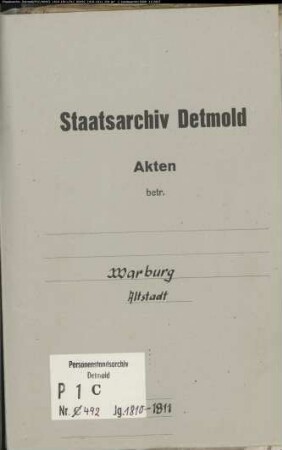 Staatsarchiv Detmold
Akten
betr.
Warburg
Altstadt
Personenstandsarchiv
Detmold
P 1 C
Nr. 492 Jg. 1810-1811